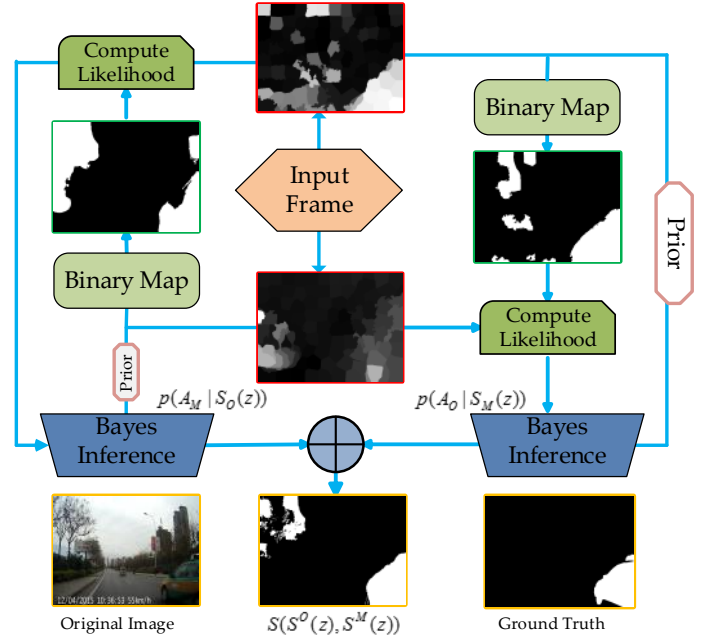 Compute
Likelihood
Binary Map
Input
Frame
Prior
Binary Map
Compute
Likelihood
Prior
p(A_M | S_O(z))
p(A_O | S_M(z))
Bayes
Inference
Bayes
Inference
12/04/2015 10:36:53 55km/h
Original Image
S(S^O(z), S^M(z))
Ground Truth